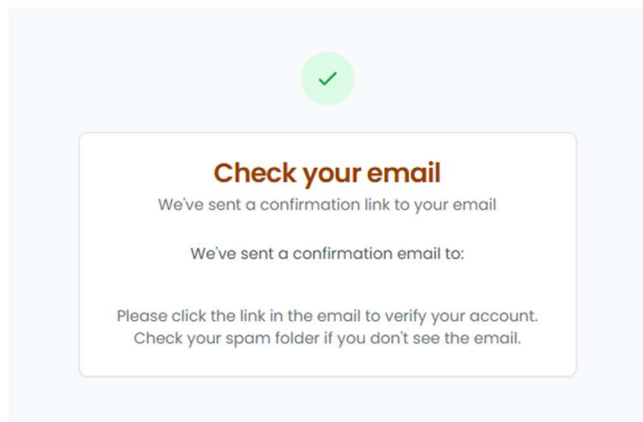 Check your email
We've sent a confirmation link to your email
We've sent a confirmation email to:
Please click the link in the email to verify your account.
Check your spam folder if you don't see the email.